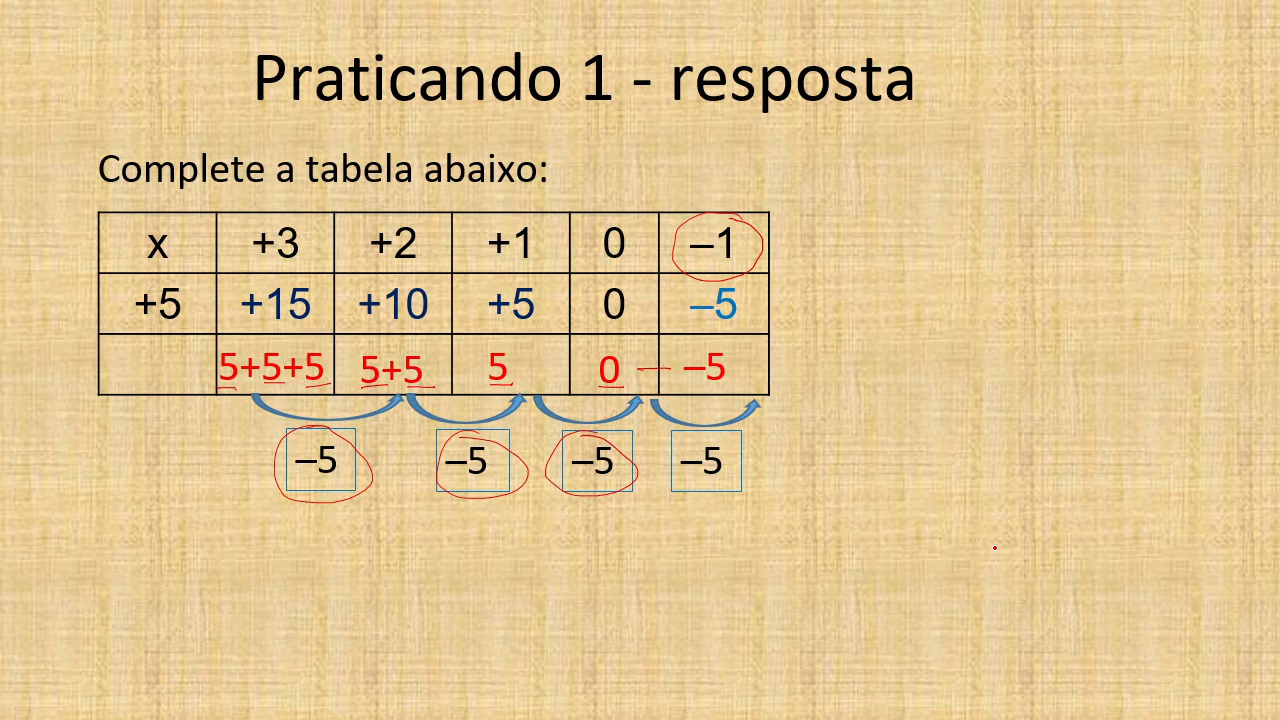 Praticando 1 - resposta
Complete a tabela abaixo:
x +3 +2 +1 0 –1
+5 +15 +10 +5 0 –5
5+5+5 5+5 5 0 –5
–5 –5 –5 –5